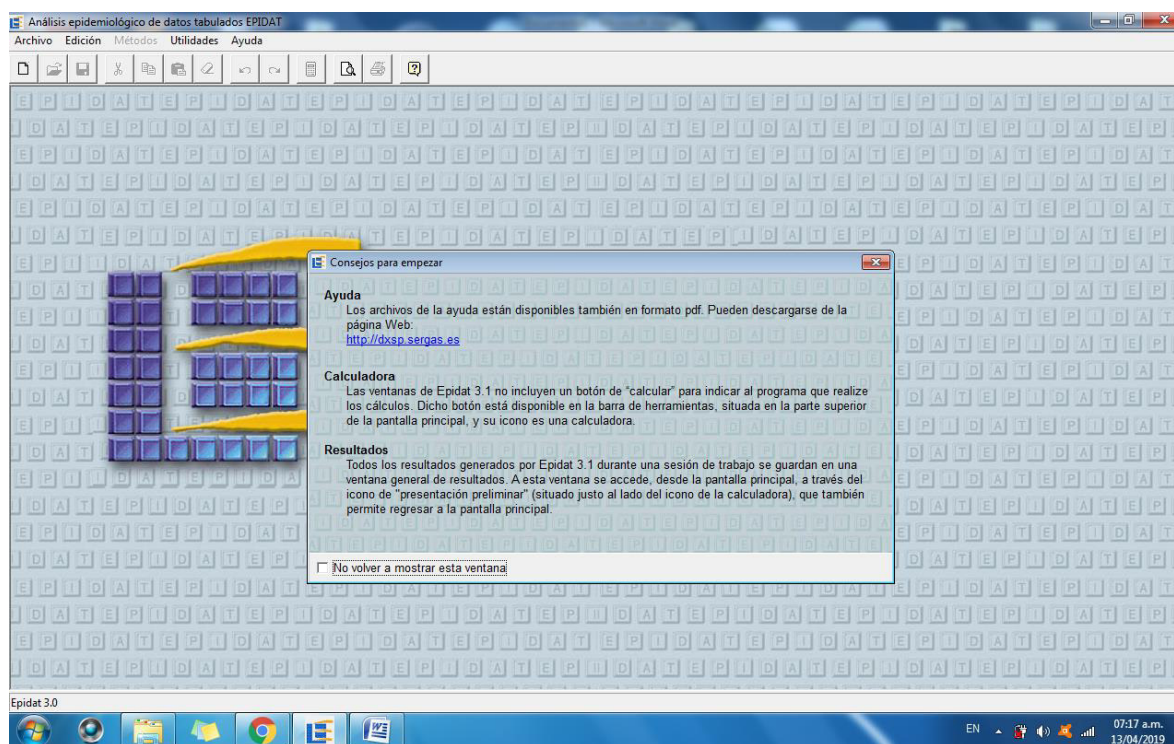 Análisis epidemiológico de datos tabulados EPIDAT
Archivo Edición Métodos Utilidades Ayuda
Consejos para empezar
Ayuda
Los archivos de la ayuda están disponibles también en formato pdf. Pueden descargarse de la
página Web:
http://dxsp.sergas.es
Calculadora
Las ventanas de Epidat 3.1 no incluyen un botón de "calcular" para indicar al programa que realize
los cálculos. Dicho botón está disponible en la barra de herramientas, situada en la parte superior
de la pantalla principal, y su icono es una calculadora.
Resultados
Todos los resultados generados por Epidat 3.1 durante una sesión de trabajo se guardan en una
ventana general de resultados. A esta ventana se accede, desde la pantalla principal, a través del
icono de "presentación preliminar" (situado justo al lado del icono de la calculadora), que también
permite regresar a la pantalla principal.
No volver a mostrar esta ventana
Epidat 3.0
EN
07:17 a.m.
13/04/2019